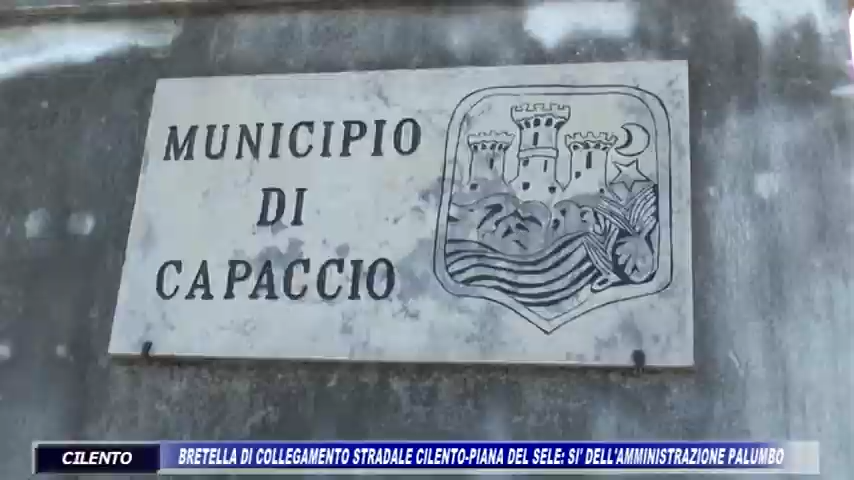 MUNICIPIO
DI
CAPACCIO
CILENTO
BRETELLA DI COLLEGAMENTO STRADALE CILENTO-PIANA DEL SELE: SI' DELL'AMMINISTRAZIONE PALUMBO